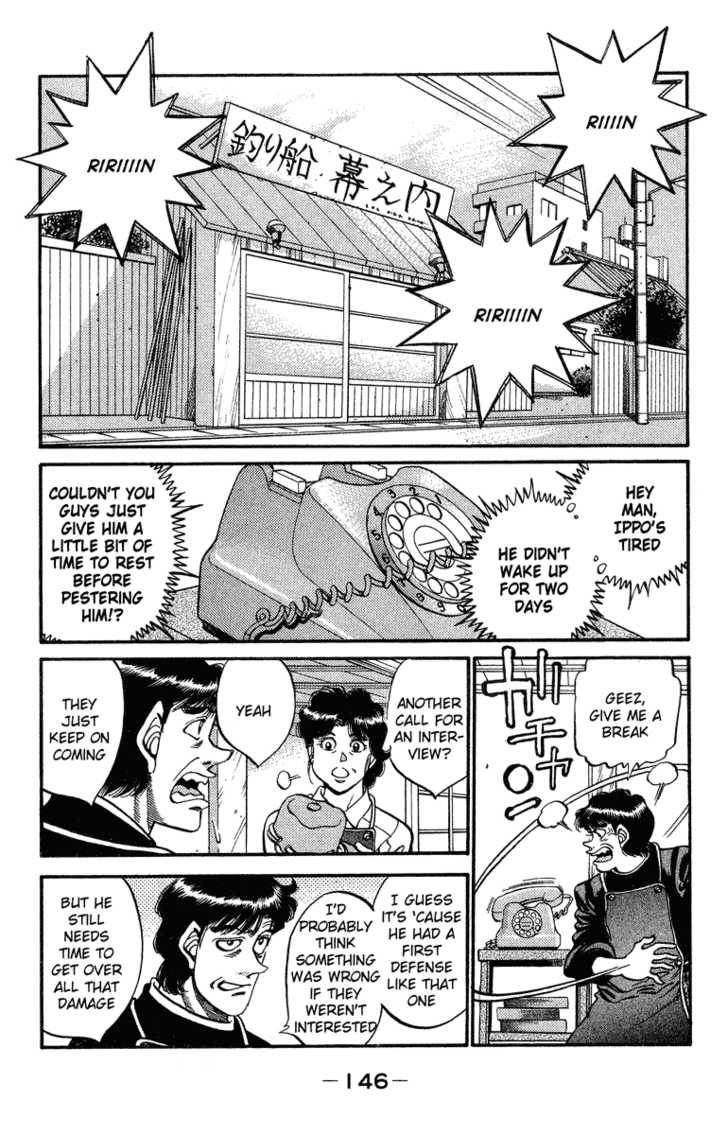 RIIIIN
RIRIIIIN
釣り船 幕之内
RIRIIIIN
HEY
MAN,
IPPO'S
TIRED
HE DIDN'T
WAKE UP
FOR TWO
DAYS
COULDN'T YOU
GUYS JUST
GIVE HIM A
LITTLE BIT OF
TIME TO REST
BEFORE
PESTERING
HIM!?
GEEZ,
GIVE ME A
BREAK
ガチャン
ANOTHER
CALL FOR
AN INTER-
VIEW?
YEAH
THEY
JUST
KEEP ON
COMING
I GUESS
IT'S 'CAUSE
HE HAD A
FIRST
DEFENSE
LIKE THAT
ONE
I'D
PROBABLY
THINK
SOMETHING
WAS WRONG
IF THEY
WEREN'T
INTERESTED
BUT HE
STILL
NEEDS
TIME TO
GET OVER
ALL THAT
DAMAGE
–146–